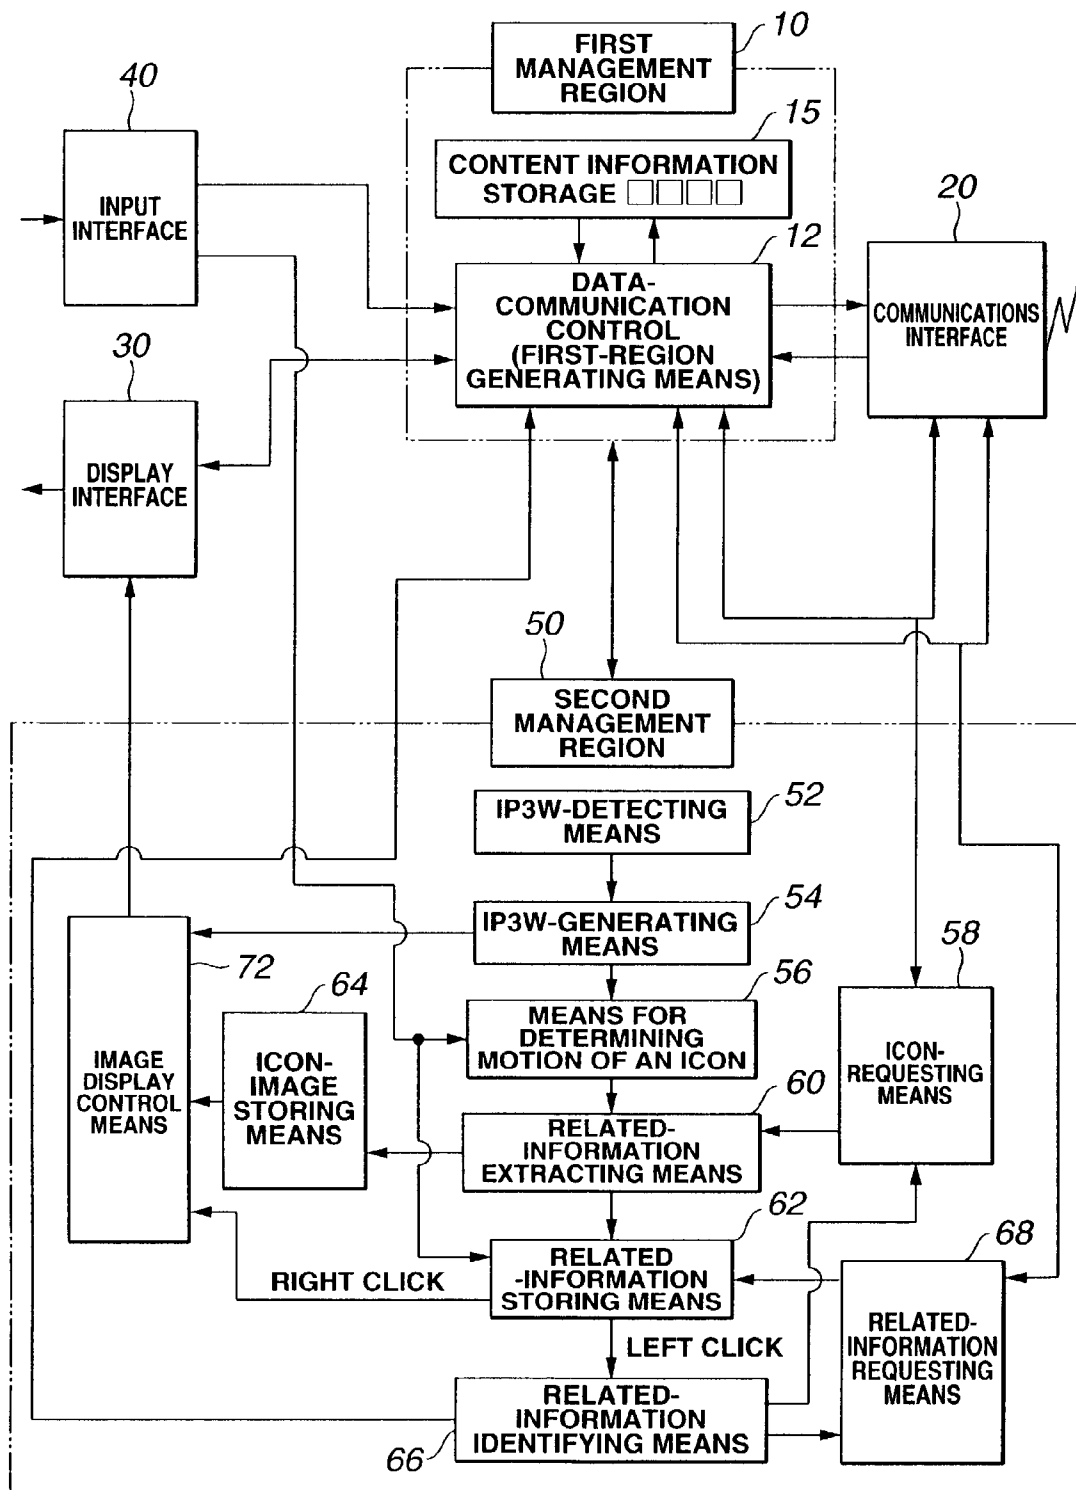 10
FIRST
MANAGEMENT
REGION
40
15
CONTENT INFORMATION
STORAGE
INPUT
INTERFACE
20
12
DATA-
COMMUNICATION
CONTROL
(FIRST-REGION
GENERATING MEANS)
COMMUNICATIONS
INTERFACE
30
DISPLAY
INTERFACE
50
SECOND
MANAGEMENT
REGION
52
IP3W-DETECTING
MEANS
54
IP3W-GENERATING
MEANS
58
72
64
56
MEANS FOR
DETERMINING
MOTION OF AN ICON
ICON-
REQUESTING
MEANS
IMAGE
DISPLAY
CONTROL
MEANS
ICON-
IMAGE
STORING
MEANS
60
RELATED-
INFORMATION
EXTRACTING MEANS
62
68
RELATED
-INFORMATION
STORING MEANS
RIGHT CLICK
RELATED-
INFORMATION
REQUESTING
MEANS
LEFT CLICK
RELATED-
INFORMATION
IDENTIFYING MEANS
66